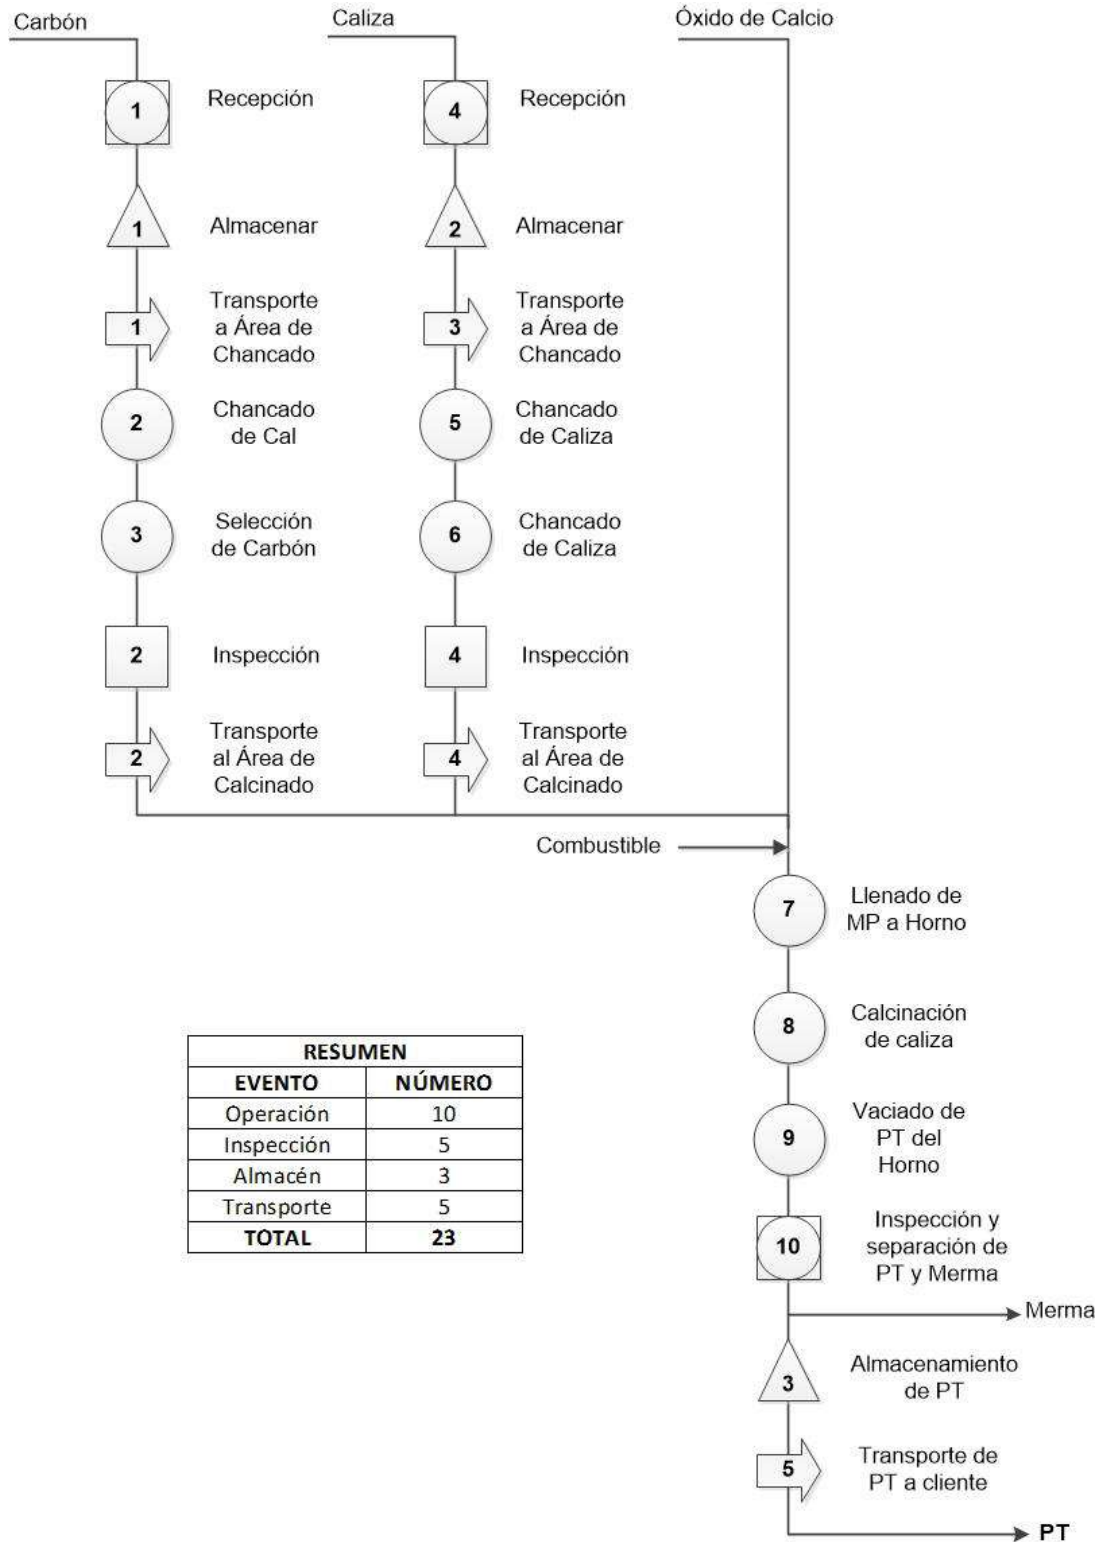 Carbón
Caliza
Óxido de Calcio
1
Recepción
4
Recepción
1
Almacenar
2
Almacenar
1
Transporte
a Área de
Chancado
3
Transporte
a Área de
Chancado
2
Chancado
de Cal
5
Chancado
de Caliza
3
Selección
de Carbón
6
Chancado
de Caliza
2
Inspección
4
Inspección
2
Transporte
al Área de
Calcinado
4
Transporte
al Área de
Calcinado
Combustible
7
Llenado de
MP a Horno
8
Calcinación
de caliza
9
Vaciado de
PT del
Horno
10
Inspección y
separación de
PT y Merma
Merma
3
Almacenamiento
de PT
5
Transporte de
PT a cliente
PT
RESUMEN
EVENTO NÚMERO
Operación 10
Inspección 5
Almacén 3
Transporte 5
TOTAL 23